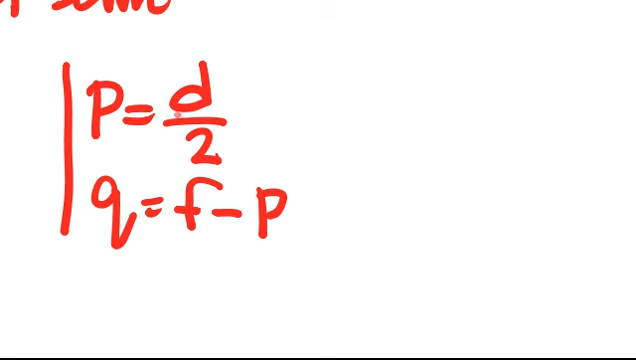 p = d/2
q = f - p